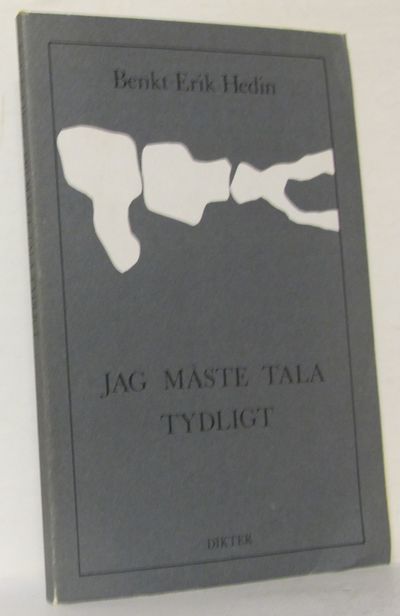 Benkt Erik Hedin
JAG MÅSTE TALA
TYDLIGT
DIKTER